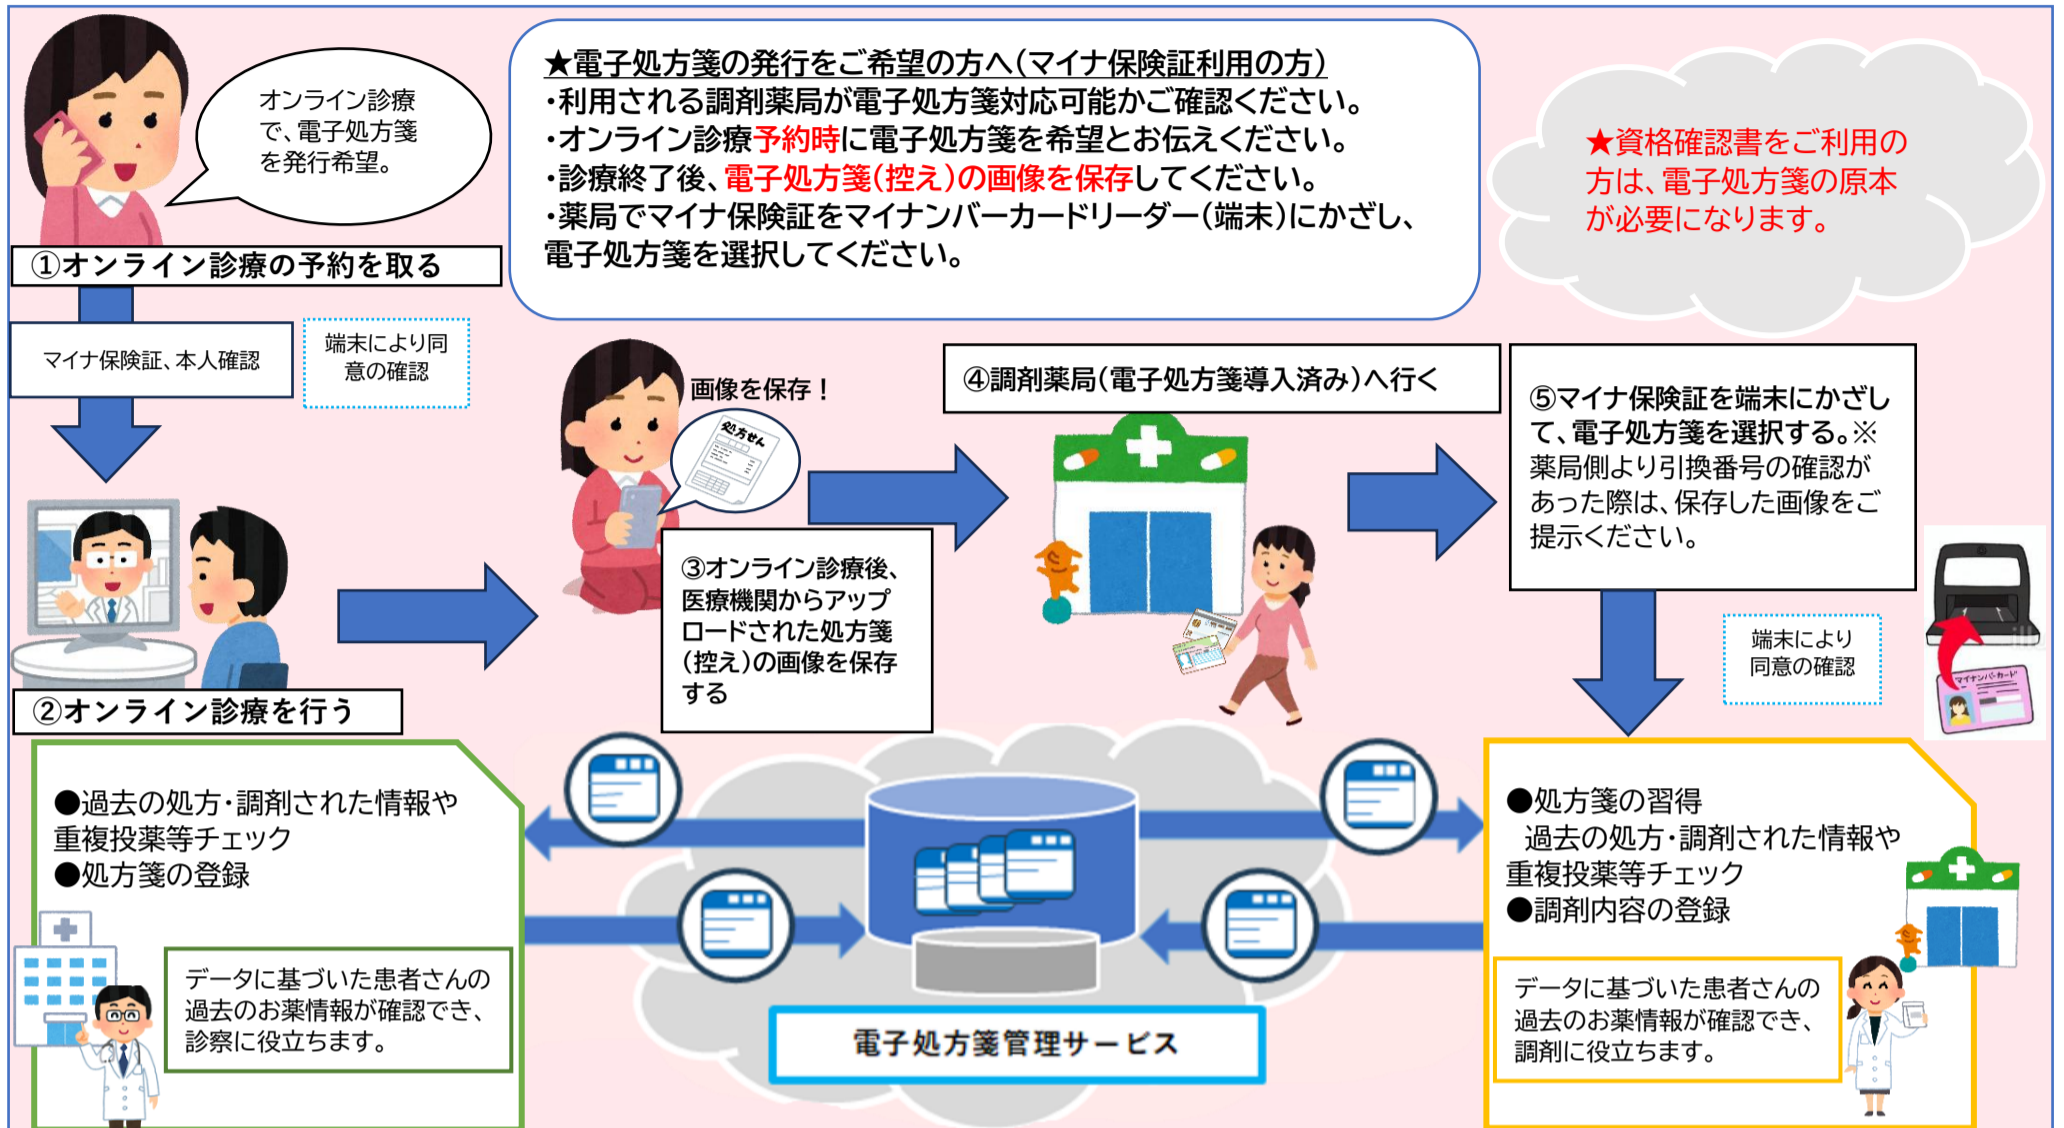 オンライン診療
で、電子処方箋
を発行希望。
★電子処方箋の発行をご希望の方へ(マイナ保険証利用の方)
・利用される調剤薬局が電子処方箋対応可能かご確認ください。
・オンライン診療予約時に電子処方箋を希望とお伝えください。
・診療終了後、電子処方箋(控え)の画像を保存してください。
・薬局でマイナ保険証をマイナンバーカードリーダー(端末)にかざし、
電子処方箋を選択してください。
★資格確認書をご利用の
方は、電子処方箋の原本
が必要になります。
①オンライン診療の予約を取る
マイナ保険証、本人確認
端末により同
意の確認
②オンライン診療を行う
画像を保存!
処方せん
③オンライン診療後、
医療機関からアップ
ロードされた処方箋
(控え)の画像を保存
する
④調剤薬局(電子処方箋導入済み)へ行く
⑤マイナ保険証を端末にかざし
て、電子処方箋を選択する。※
薬局側より引換番号の確認が
あった際は、保存した画像をご
提示ください。
端末により
同意の確認
マイナンバーカード
●過去の処方・調剤された情報や
重複投薬等チェック
●処方箋の登録
データに基づいた患者さんの
過去のお薬情報が確認でき、
診察に役立ちます。
電子処方箋管理サービス
●処方箋の習得
過去の処方・調剤された情報や
重複投薬等チェック
●調剤内容の登録
データに基づいた患者さんの
過去のお薬情報が確認でき、
調剤に役立ちます。